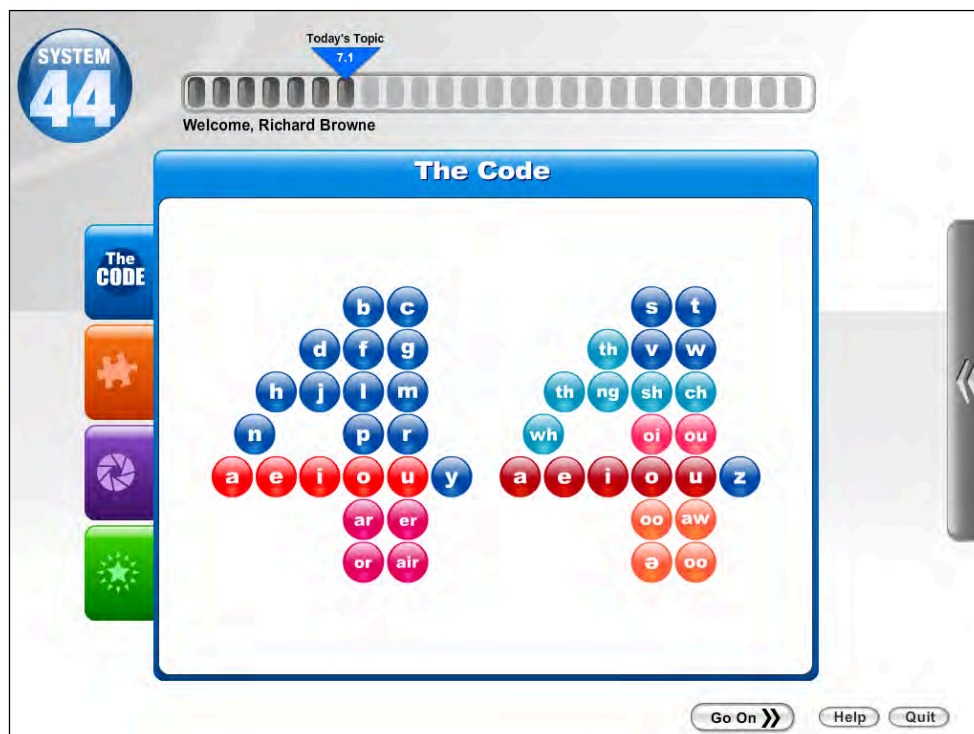 SYSTEM
44
Today's Topic
7.1
Welcome, Richard Browne
The Code
The
CODE
b c s t
d f g th v w
h j l m th ng sh ch
n p r wh oi ou
a e i o u y a e i o u z
ar er oo aw
or air ə oo
Go On
Help
Quit